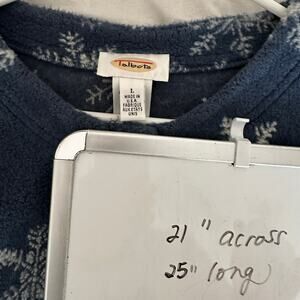 Talbots
L
MADE IN
U.S.A.
FABRIQUE
AUX ETATS
UNIS
21" across
25" long